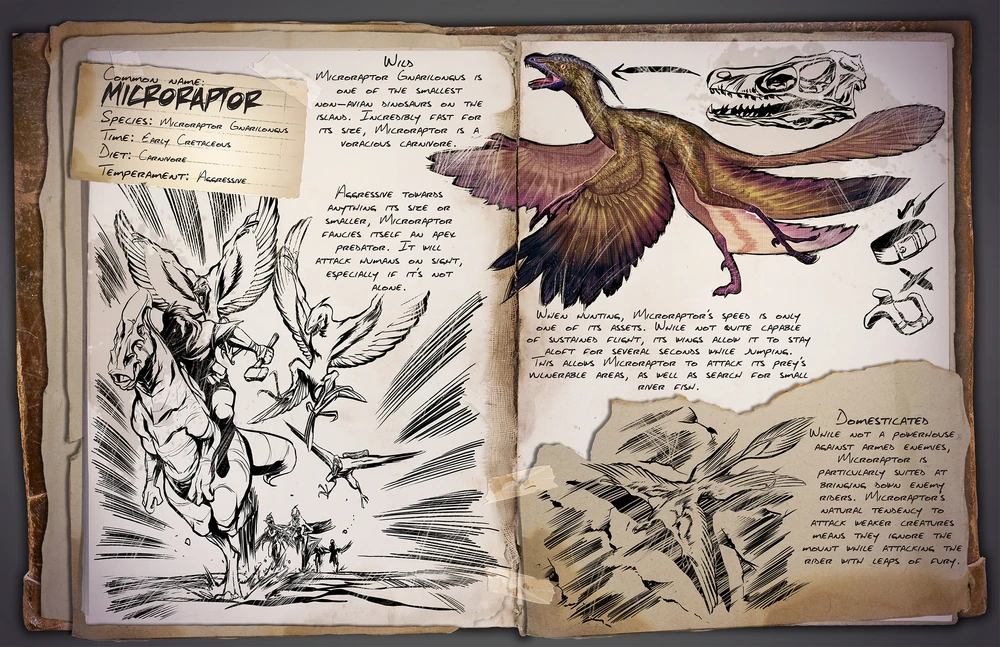 Common name:
Microraptor
Species: Microraptor Gnarilongus
Time: Early Cretaceous
Diet: Carnivore
Temperament: Aggressive
Wild
Microraptor Gnarilongus is
one of the smallest
non-avian dinosaurs on the
island. Incredibly fast for
its size, Microraptor is a
voracious carnivore.
Aggressive towards
anything its size or
smaller, Microraptor
fancies itself an apex
predator. It will
attack humans on sight,
especially if it's not
alone.
When hunting, Microraptor's speed is only
one of its assets. While not quite capable
of sustained flight, its wings allow it to stay
aloft for several seconds while jumping.
This allows Microraptor to attack its prey's
vulnerable areas, as well as search for small
river fish.
Domesticated
While not a powerhouse
against armed enemies,
Microraptor is
particularly suited at
bringing down enemy
riders. Microraptor's
natural tendency to
attack weaker creatures
means they ignore the
mount while attacking the
rider with leaps of fury.